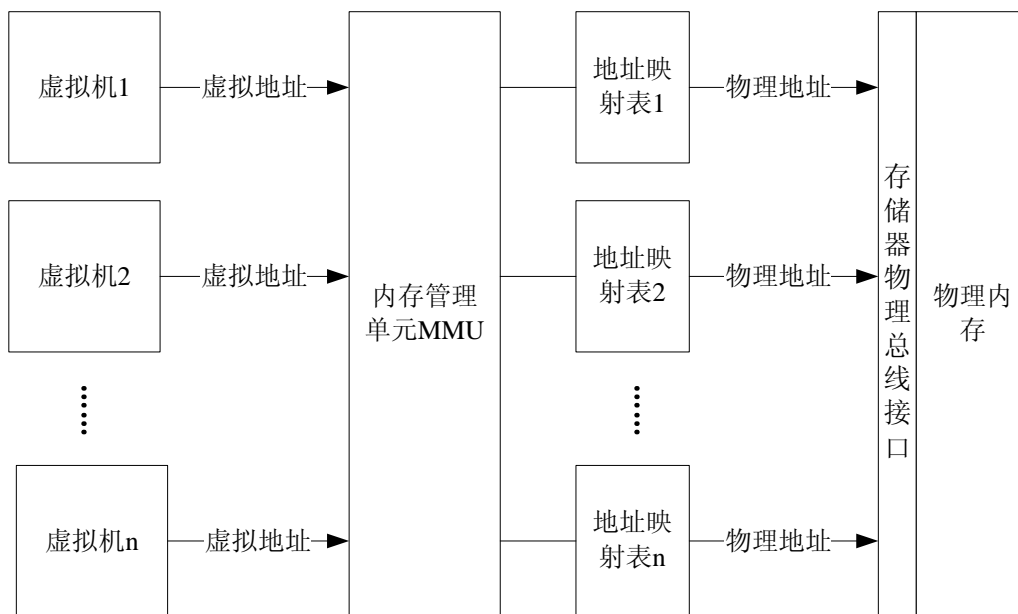 虚拟机1
虚拟地址
地址映
射表1
物理地址
虚拟机2
虚拟地址
内存管理
单元MMU
地址映
射表2
物理地址
存
储
器
物
理
总
线
接
口
物理内
存
虚拟机n
虚拟地址
地址映
射表n
物理地址